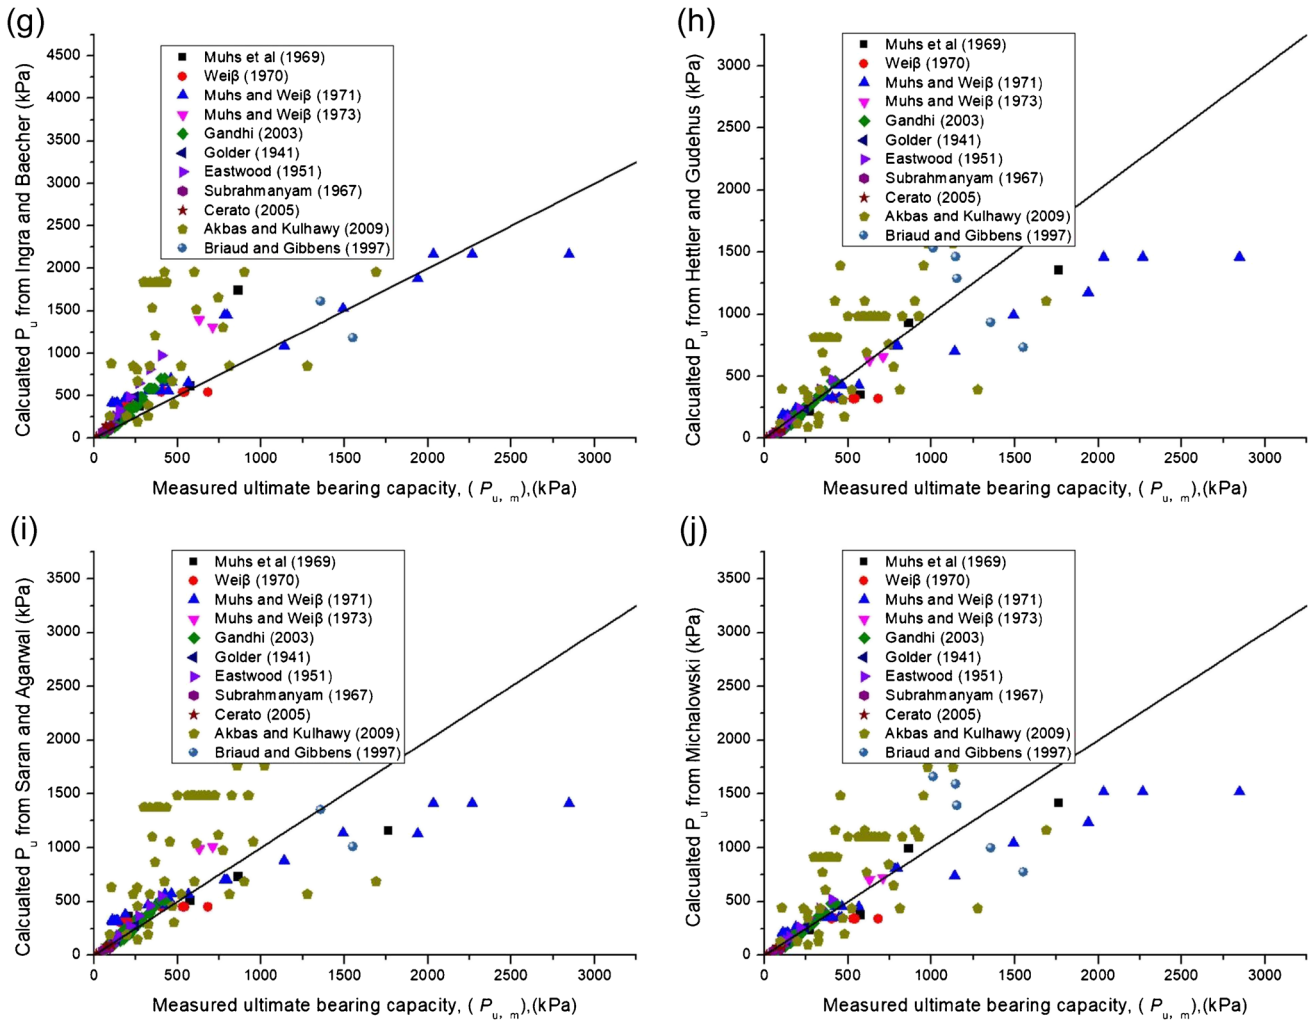 (g)
Calcualted Pu from Ingra and Baecher (kPa)
4500
4000
3500
3000
2500
2000
1500
1000
500
0
Muhs et al (1969)
Weiβ (1970)
Muhs and Weiβ (1971)
Muhs and Weiβ (1973)
Gandhi (2003)
Golder (1941)
Eastwood (1951)
Subrahmanyam (1967)
Cerato (2005)
Akbas and Kulhawy (2009)
Briaud and Gibbens (1997)
0 500 1000 1500 2000 2500 3000
Measured ultimate bearing capacity, ( Pu, m),(kPa)
(h)
Calcualted Pu from Hettler and Gudehus (kPa)
3000
2500
2000
1500
1000
500
0
Muhs et al (1969)
Weiβ (1970)
Muhs and Weiβ (1971)
Muhs and Weiβ (1973)
Gandhi (2003)
Golder (1941)
Eastwood (1951)
Subrahmanyam (1967)
Cerato (2005)
Akbas and Kulhawy (2009)
Briaud and Gibbens (1997)
0 500 1000 1500 2000 2500 3000
Measured ultimate bearing capacity, ( Pu, m),(kPa)
(i)
Calcualted Pu from Saran and Agarwal (kPa)
3500
3000
2500
2000
1500
1000
500
0
Muhs et al (1969)
Weiβ (1970)
Muhs and Weiβ (1971)
Muhs and Weiβ (1973)
Gandhi (2003)
Golder (1941)
Eastwood (1951)
Subrahmanyam (1967)
Cerato (2005)
Akbas and Kulhawy (2009)
Briaud and Gibbens (1997)
0 500 1000 1500 2000 2500 3000
Measured ultimate bearing capacity, ( Pu, m),(kPa)
(j)
Calcualted Pu from Michalowski (kPa)
3500
3000
2500
2000
1500
1000
500
0
Muhs et al (1969)
Weiβ (1970)
Muhs and Weiβ (1971)
Muhs and Weiβ (1973)
Gandhi (2003)
Golder (1941)
Eastwood (1951)
Subrahmanyam (1967)
Cerato (2005)
Akbas and Kulhawy (2009)
Briaud and Gibbens (1997)
0 500 1000 1500 2000 2500 3000
Measured ultimate bearing capacity, ( Pu, m),(kPa)